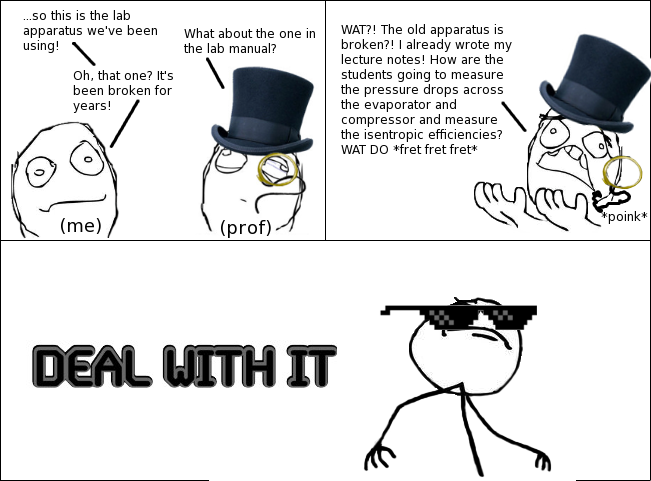 ...so this is the lab
apparatus we've been
using!
What about the one in
the lab manual?
Oh, that one? It's
been broken for
years!
(me)
(prof)
WAT?! The old apparatus is
broken?! I already wrote my
lecture notes! How are the
students going to measure
the pressure drops across
the evaporator and
compressor and measure
the isentropic efficiencies?
WAT DO *fret fret fret*
*poink*
DEAL WITH IT